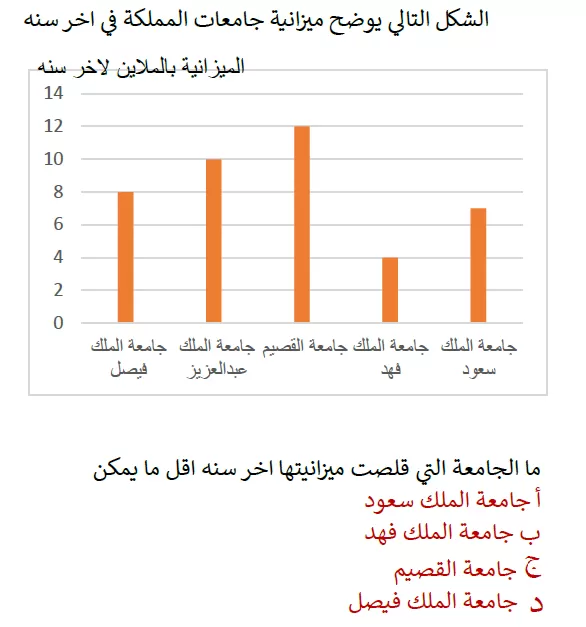 الشكل التالي يوضح ميزانية جامعات المملكة في اخر سنه
الميزانية بالملاين لاخر سنه
14
12
10
8
6
4
2
0
جامعة الملك فيصل
جامعة الملك عبدالعزيز
جامعة القصيم
جامعة الملك فهد
جامعة الملك سعود
ما الجامعة التي قلصت ميزانيتها اخر سنه اقل ما يمكن
أ جامعة الملك سعود
ب جامعة الملك فهد
ج جامعة القصيم
د جامعة الملك فيصل